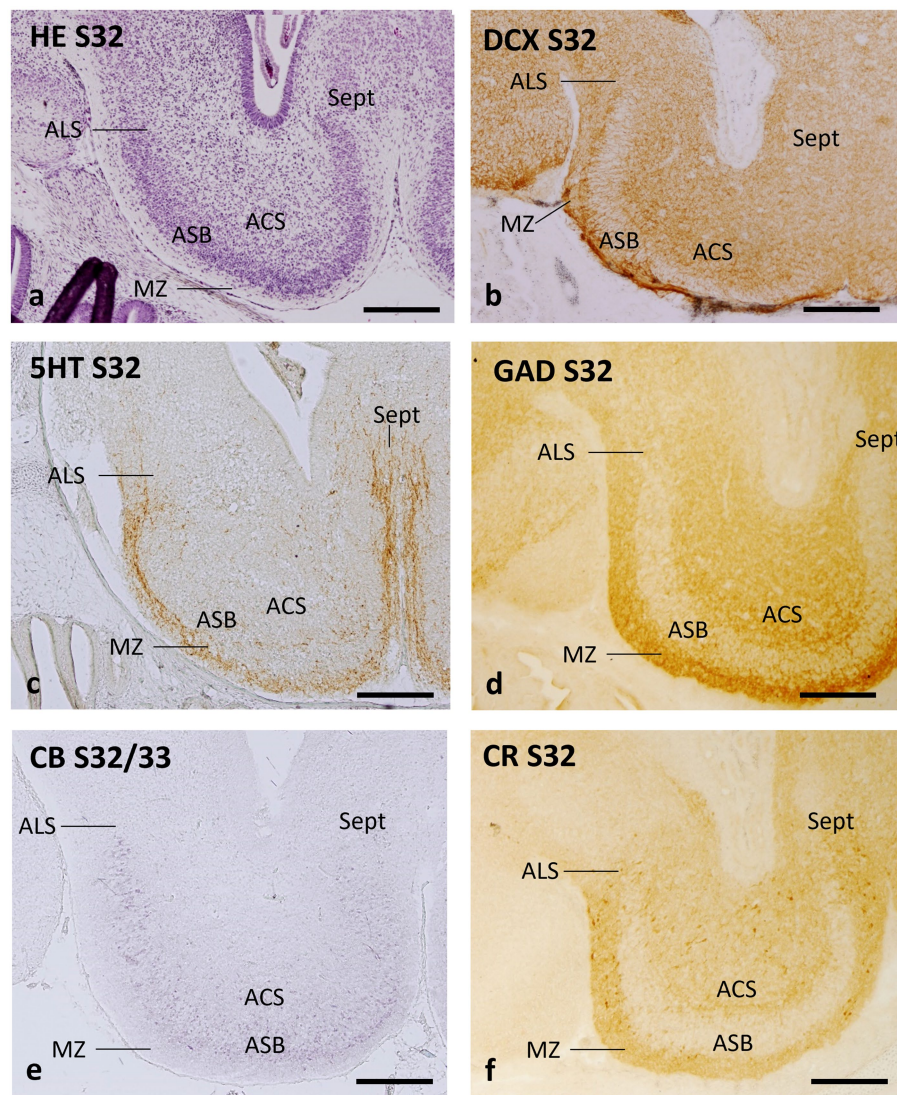 HE S32
Sept
ALS
ACS
ASB
MZ
a
DCX S32
ALS
Sept
MZ
ASB
ACS
b
5HT S32
Sept
ALS
ACS
ASB
MZ
c
GAD S32
Sept
ALS
ACS
ASB
MZ
d
CB S32/33
ALS
Sept
ACS
MZ
ASB
e
CR S32
Sept
ALS
ACS
MZ
ASB
f